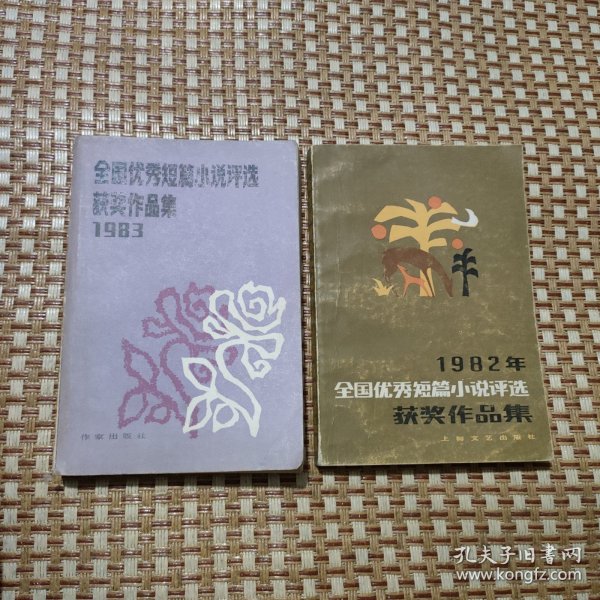 全国优秀短篇小说评选
获奖作品集
1983
作家出版社
1982年
全国优秀短篇小说评选
获奖作品集
上海文艺出版社
孔夫子旧书网
www.kongfz.com